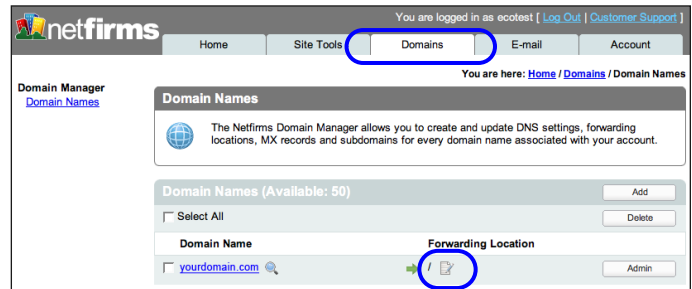 netfirms
You are logged in as ecotest [ Log Out | Customer Support ]
Home Site Tools Domains E-mail Account
You are here: Home / Domains / Domain Names
Domain Manager
Domain Names
Domain Names
The Netfirms Domain Manager allows you to create and update DNS settings, forwarding
locations, MX records and subdomains for every domain name associated with your account.
Domain Names (Available: 50) Add
Select All Delete
Domain Name Forwarding Location
yourdomain.com / Admin